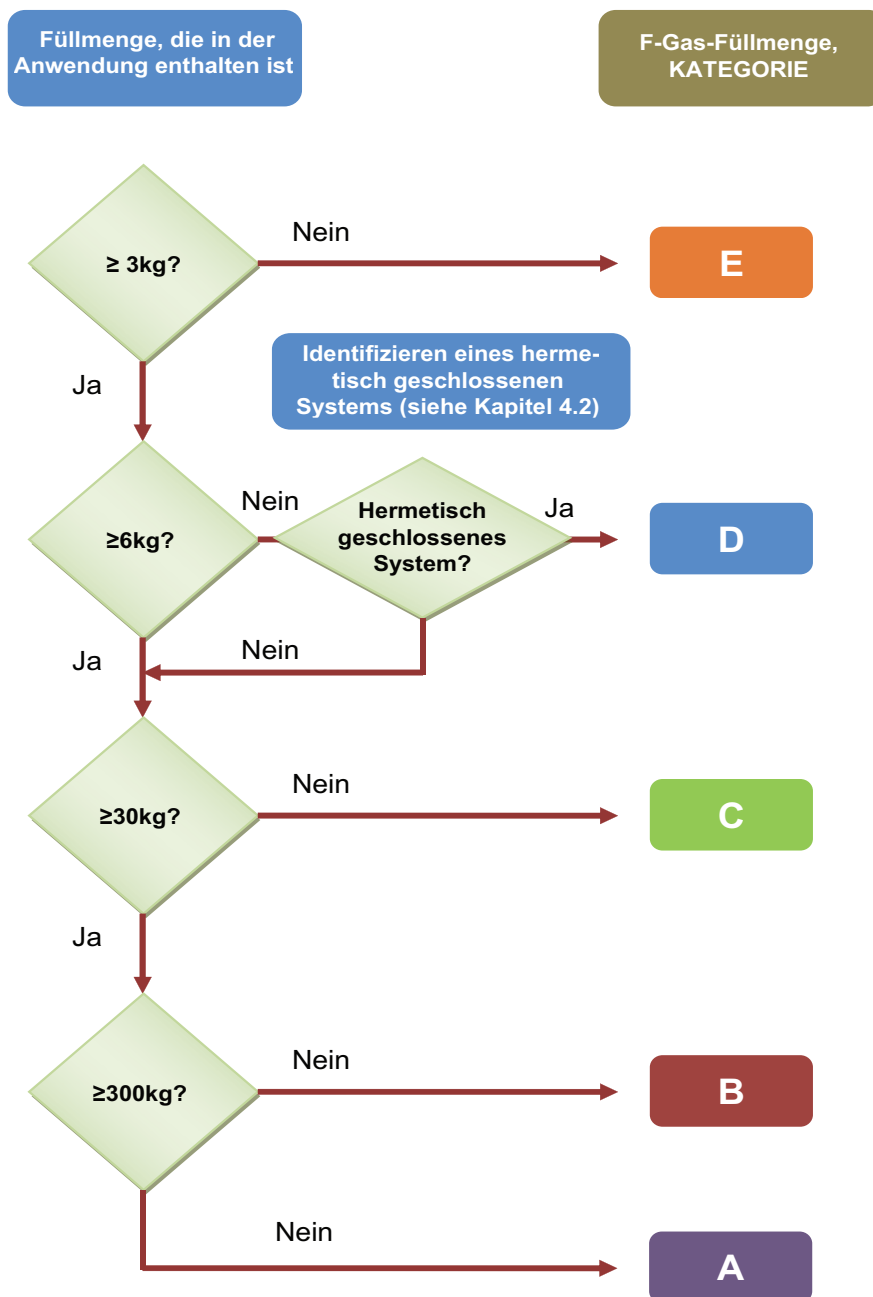 Füllmenge, die in der
Anwendung enthalten ist
F-Gas-Füllmenge,
KATEGORIE
≥ 3kg?
Nein
E
Ja
Identifizieren eines herme-
tisch geschlossenen
Systems (siehe Kapitel 4.2)
≥6kg?
Nein
Hermetisch
geschlossenes
System?
Ja
D
Ja
Nein
≥30kg?
Nein
C
Ja
≥300kg?
Nein
B
Nein
A